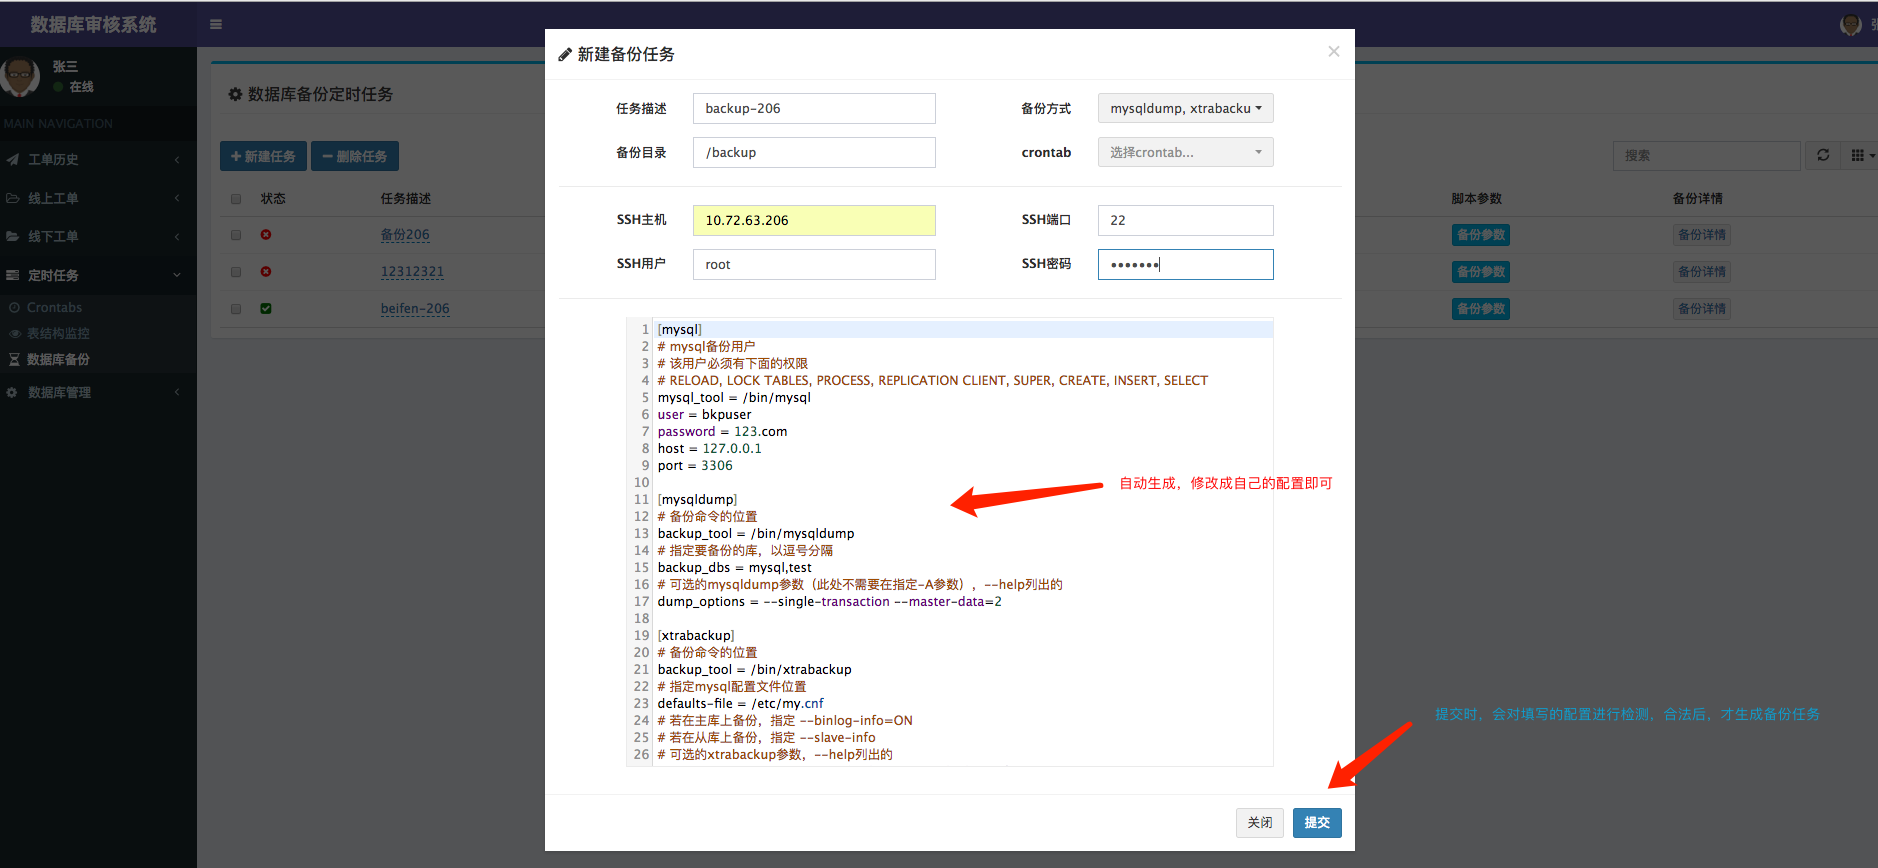 数据库审核系统
张三
在线
MAIN NAVIGATION
工单历史
线上工单
线下工单
定时任务
Crontabs
表结构监控
数据库备份
数据库管理
数据库备份定时任务
新建任务
删除任务
搜索
状态
任务描述
脚本参数
备份详情
备份206
备份参数
备份详情
12312321
备份参数
备份详情
beifen-206
备份参数
备份详情
新建备份任务
×
任务描述
backup-206
备份方式
mysqldump, xtrabacku
备份目录
/backup
crontab
选择crontab...
SSH主机
10.72.63.206
SSH端口
22
SSH用户
root
SSH密码
•••••••
1 [mysql]
2 # mysql备份用户
3 # 该用户必须有下面的权限
4 # RELOAD, LOCK TABLES, PROCESS, REPLICATION CLIENT, SUPER, CREATE, INSERT, SELECT
5 mysql_tool = /bin/mysql
6 user = bkpuser
7 password = 123.com
8 host = 127.0.0.1
9 port = 3306
10
11 [mysqldump]
12 # 备份命令的位置
13 backup_tool = /bin/mysqldump
14 # 指定要备份的库，以逗号分隔
15 backup_dbs = mysql,test
16 # 可选的mysqldump参数（此处不需要在指定-A参数）, --help列出的
17 dump_options = --single-transaction --master-data=2
18
19 [xtrabackup]
20 # 备份命令的位置
21 backup_tool = /bin/xtrabackup
22 # 指定mysql配置文件位置
23 defaults-file = /etc/my.cnf
24 # 若在主库上备份，指定 --binlog-info=ON
25 # 若在从库上备份，指定 --slave-info
26 # 可选的xtrabackup参数，--help列出的
自动生成，修改成自己的配置即可
提交时，会对填写的配置进行检测，合法后，才生成备份任务
关闭
提交